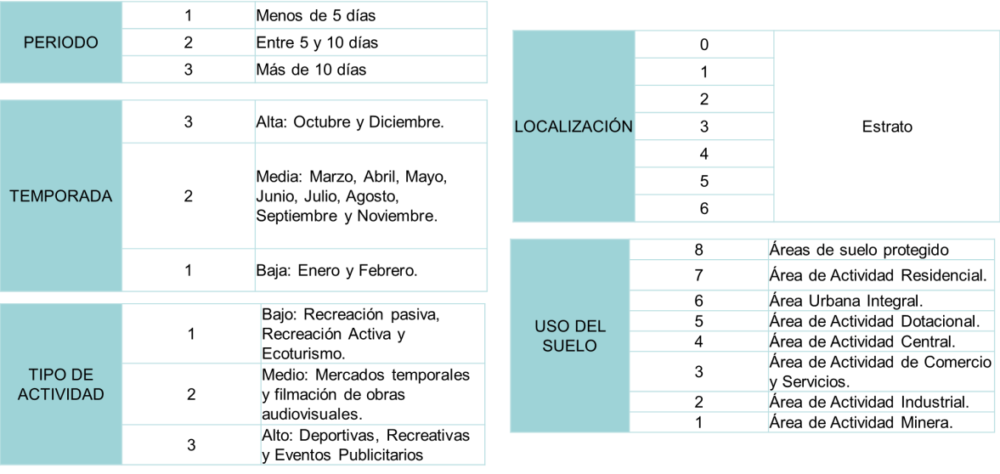 PERIODO
1 Menos de 5 días
2 Entre 5 y 10 días
3 Más de 10 días
TEMPORADA
3 Alta: Octubre y Diciembre.
2 Media: Marzo, Abril, Mayo,
Junio, Julio, Agosto,
Septiembre y Noviembre.
1 Baja: Enero y Febrero.
TIPO DE
ACTIVIDAD
1 Bajo: Recreación pasiva,
Recreación Activa y
Ecoturismo.
2 Medio: Mercados temporales
y filmación de obras
audiovisuales.
3 Alto: Deportivas, Recreativas
y Eventos Publicitarios
LOCALIZACIÓN
0
1
2
3 Estrato
4
5
6
USO DEL
SUELO
8 Áreas de suelo protegido
7 Área de Actividad Residencial.
6 Área Urbana Integral.
5 Área de Actividad Dotacional.
4 Área de Actividad Central.
3 Área de Actividad de Comercio
y Servicios.
2 Área de Actividad Industrial.
1 Área de Actividad Minera.